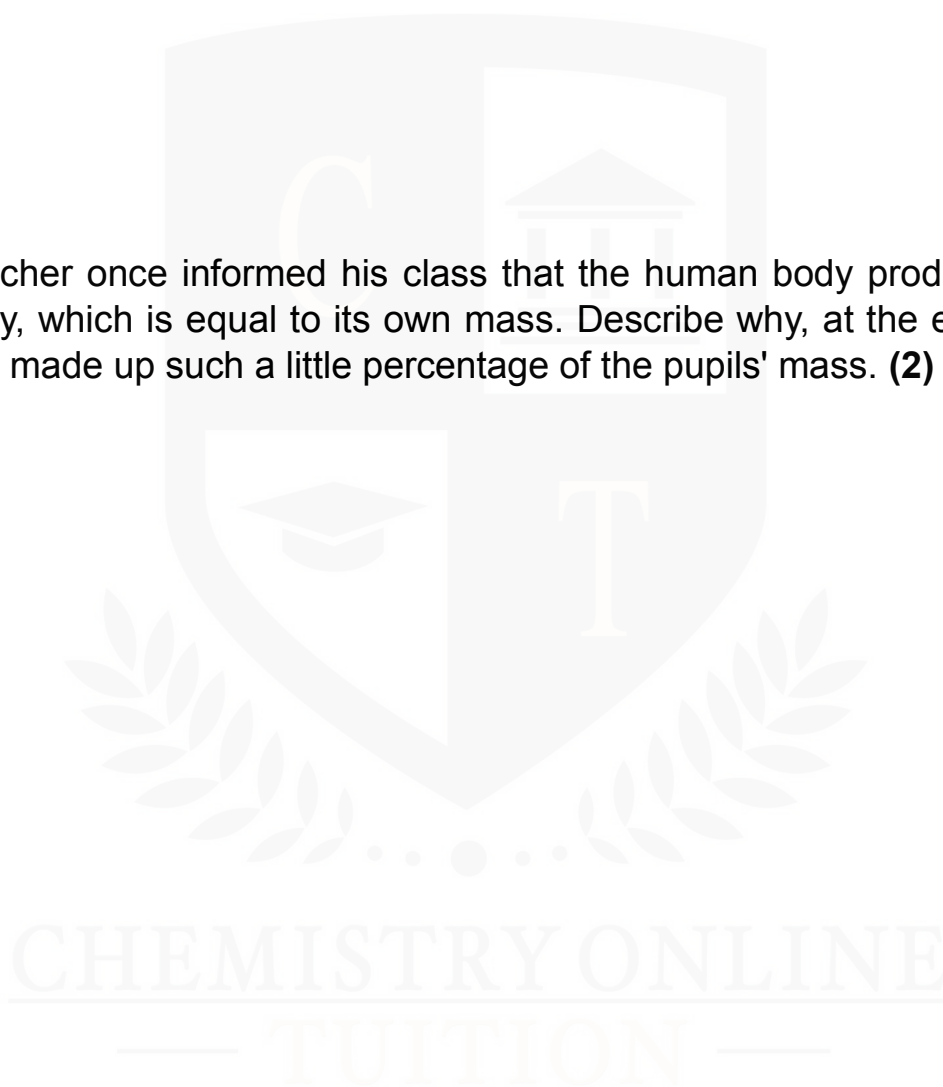 cher once informed his class that the human body prod
y, which is equal to its own mass. Describe why, at the e
made up such a little percentage of the pupils' mass. (2)
C
T
CHEMISTRY ONLINE
TUITION